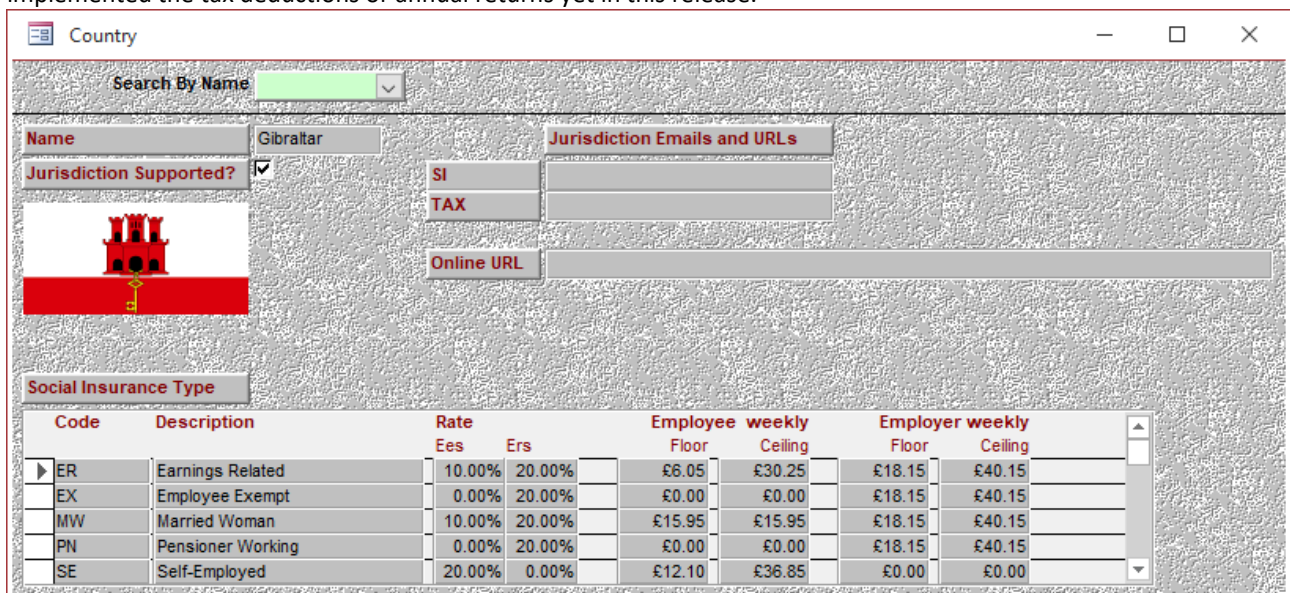 implemented the tax deductions or annual returns yet in this release.
Country
Search By Name
Name Gibraltar Jurisdiction Emails and URLs
Jurisdiction Supported? SI
TAX
Online URL
Social Insurance Type
Code Description Rate Employee weekly Employer weekly
Ees Ers Floor Ceiling Floor Ceiling
ER Earnings Related 10.00% 20.00% £6.05 £30.25 £18.15 £40.15
EX Employee Exempt 0.00% 20.00% £0.00 £0.00 £18.15 £40.15
MW Married Woman 10.00% 20.00% £15.95 £15.95 £18.15 £40.15
PN Pensioner Working 0.00% 20.00% £0.00 £0.00 £18.15 £40.15
SE Self-Employed 20.00% 0.00% £12.10 £36.85 £0.00 £0.00